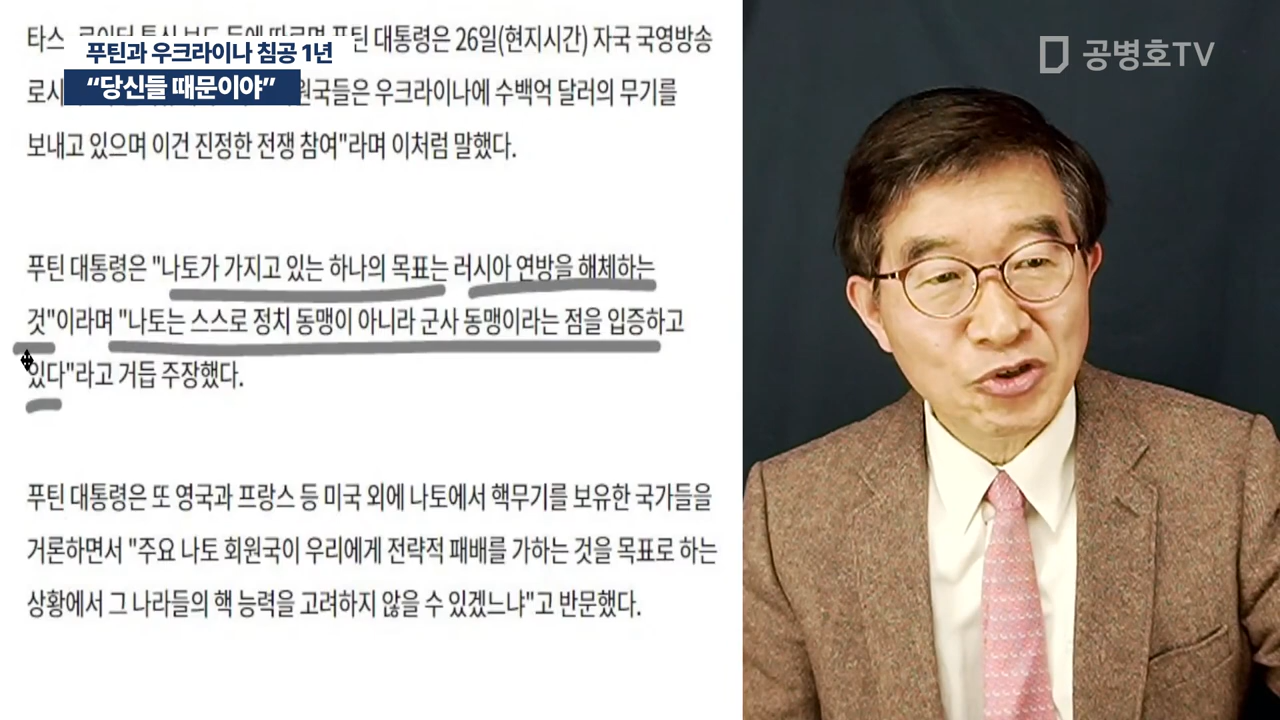 타스 푸틴 대통령은 26일(현지시간) 자국 국영방송
푸틴과 우크라이나 침공 1년
“당신들 때문이야”
로시 원국들은 우크라이나에 수백억 달러의 무기를
보내고 있으며 이건 진정한 전쟁 참여"라며 이처럼 말했다.
푸틴 대통령은 "나토가 가지고 있는 하나의 목표는 러시아 연방을 해체하는
것"이라며 "나토는 스스로 정치 동맹이 아니라 군사 동맹이라는 점을 입증하고
있다"라고 거듭 주장했다.
푸틴 대통령은 또 영국과 프랑스 등 미국 외에 나토에서 핵무기를 보유한 국가들을
거론하면서 "주요 나토 회원국이 우리에게 전략적 패배를 가하는 것을 목표로 하는
상황에서 그 나라들의 핵 능력을 고려하지 않을 수 있겠느냐"고 반문했다.
공병호TV